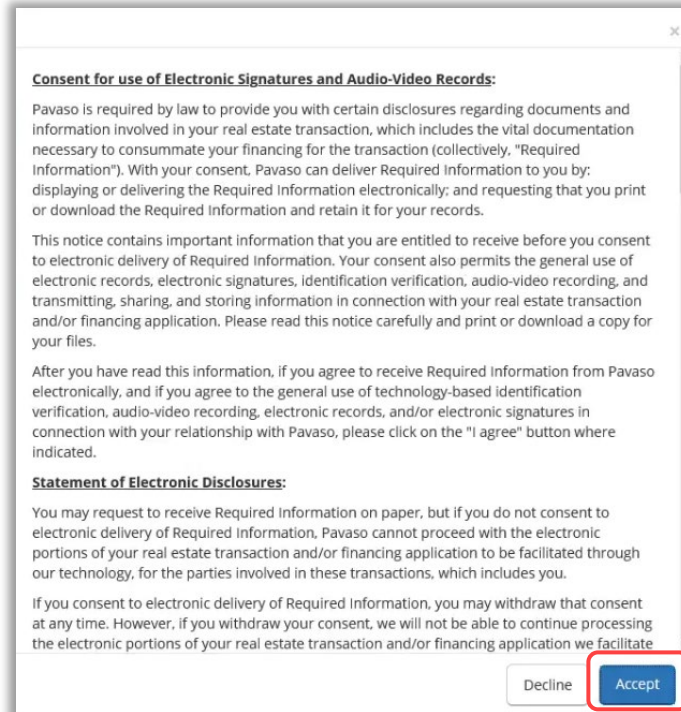 ×
Consent for use of Electronic Signatures and Audio-Video Records:
Pavaso is required by law to provide you with certain disclosures regarding documents and
information involved in your real estate transaction, which includes the vital documentation
necessary to consummate your financing for the transaction (collectively, "Required
Information"). With your consent, Pavaso can deliver Required Information to you by:
displaying or delivering the Required Information electronically; and requesting that you print
or download the Required Information and retain it for your records.
This notice contains important information that you are entitled to receive before you consent
to electronic delivery of Required Information. Your consent also permits the general use of
electronic records, electronic signatures, identification verification, audio-video recording, and
transmitting, sharing, and storing information in connection with your real estate transaction
and/or financing application. Please read this notice carefully and print or download a copy for
your files.
After you have read this information, if you agree to receive Required Information from Pavaso
electronically, and if you agree to the general use of technology-based identification
verification, audio-video recording, electronic records, and/or electronic signatures in
connection with your relationship with Pavaso, please click on the "I agree" button where
indicated.
Statement of Electronic Disclosures:
You may request to receive Required Information on paper, but if you do not consent to
electronic delivery of Required Information, Pavaso cannot proceed with the electronic
portions of your real estate transaction and/or financing application to be facilitated through
our technology, for the parties involved in these transactions, which includes you.
If you consent to electronic delivery of Required Information, you may withdraw that consent
at any time. However, if you withdraw your consent, we will not be able to continue processing
the electronic portions of your real estate transaction and/or financing application we facilitate
Decline Accept